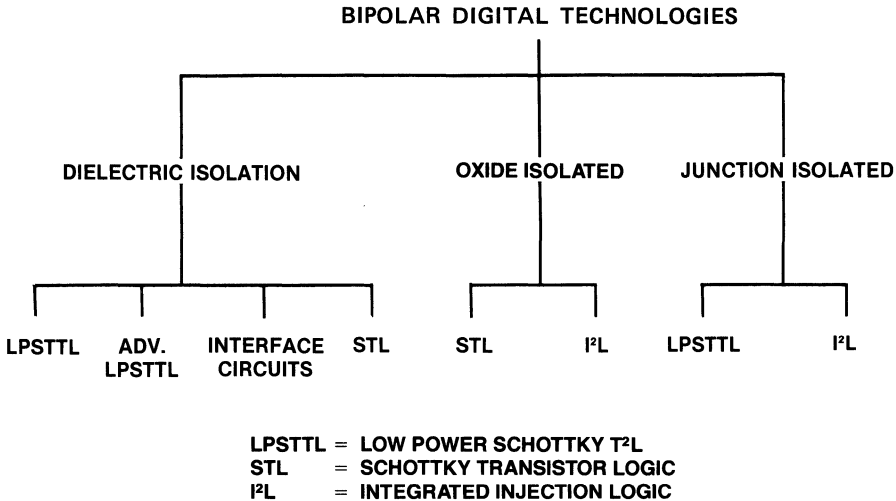 BIPOLAR DIGITAL TECHNOLOGIES
DIELECTRIC ISOLATION OXIDE ISOLATED JUNCTION ISOLATED
LPSTTL ADV. INTERFACE STL STL I²L LPSTTL I²L
LPSTTL CIRCUITS
LPSTTL = LOW POWER SCHOTTKY T²L
STL = SCHOTTKY TRANSISTOR LOGIC
I²L = INTEGRATED INJECTION LOGIC